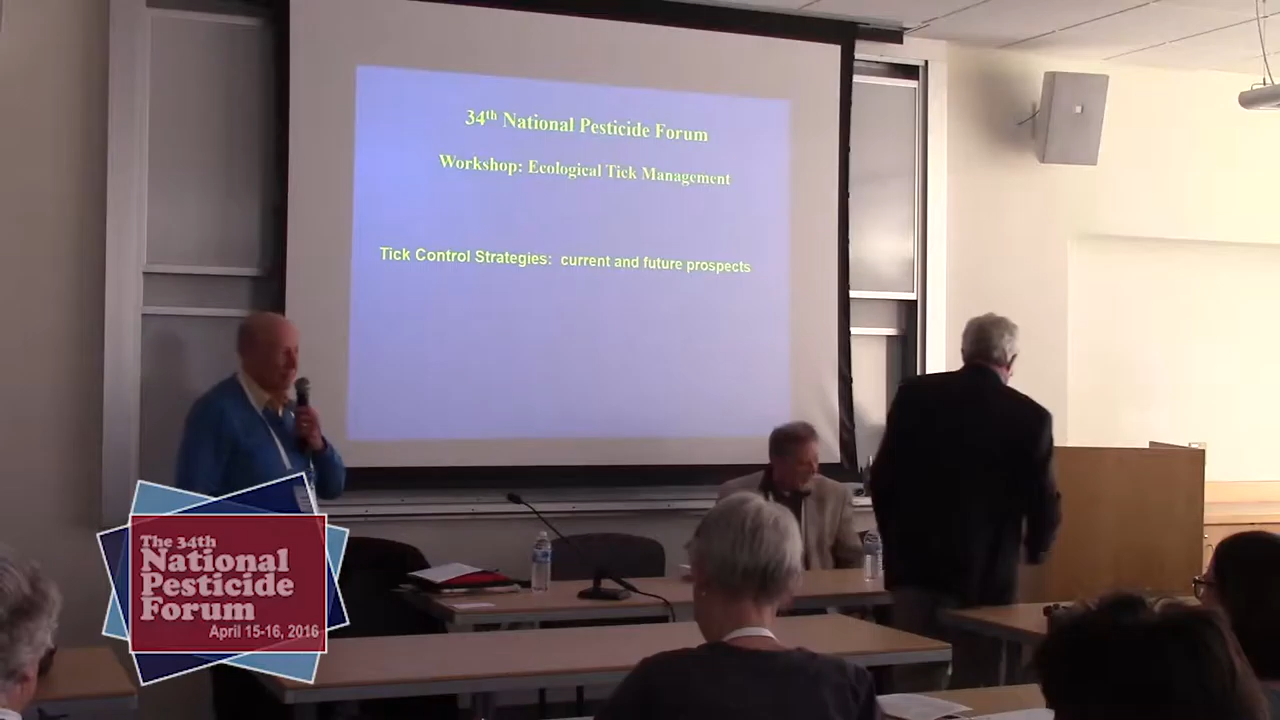 34th National Pesticide Forum
Workshop: Ecological Tick Management
Tick Control Strategies: current and future prospects
The 34th
National
Pesticide
Forum
April 15-16, 2016